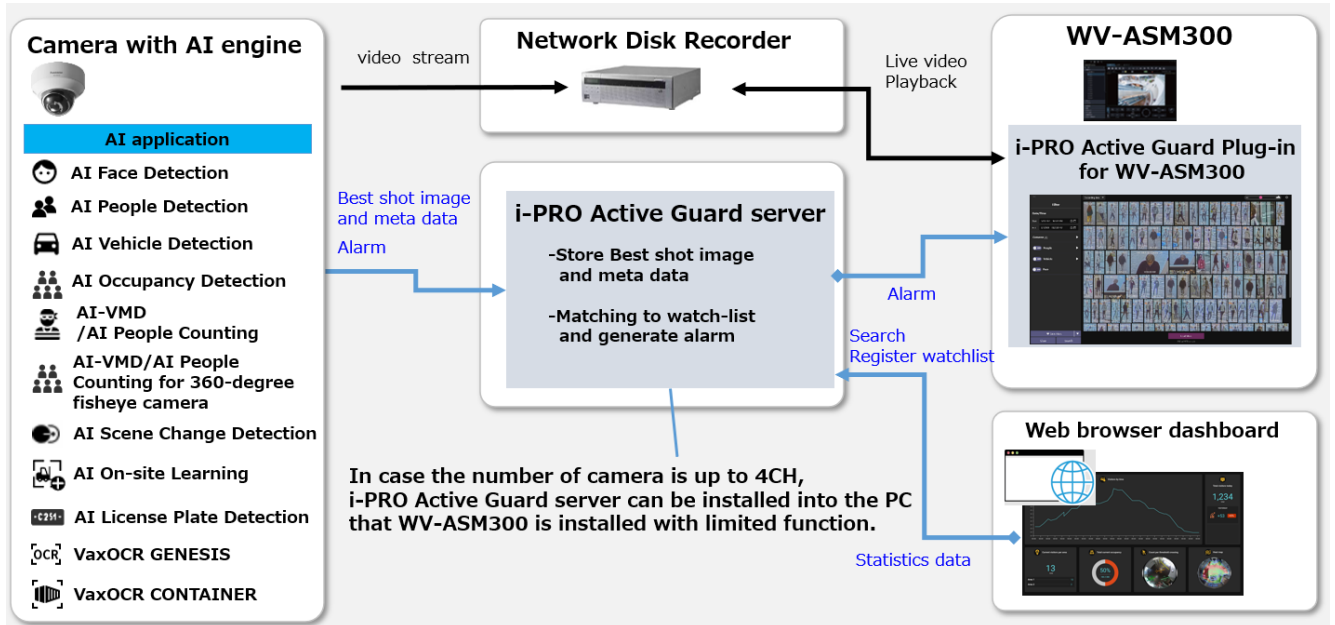 Camera with AI engine
AI application
AI Face Detection
AI People Detection
AI Vehicle Detection
AI Occupancy Detection
AI-VMD
/AI People Counting
AI-VMD/AI People
Counting for 360-degree
fisheye camera
AI Scene Change Detection
AI On-site Learning
C251
AI License Plate Detection
OCR
VaxOCR GENESIS
VaxOCR CONTAINER
video stream
Network Disk Recorder
Live video
Playback
WV-ASM300
i-PRO Active Guard Plug-in
for WV-ASM300
Best shot image
and meta data
Alarm
i-PRO Active Guard server
-Store Best shot image
and meta data
-Matching to watch-list
and generate alarm
Alarm
Search
Register watchlist
In case the number of camera is up to 4CH,
i-PRO Active Guard server can be installed into the PC
that WV-ASM300 is installed with limited function.
Statistics data
Web browser dashboard
1,234
13
50%